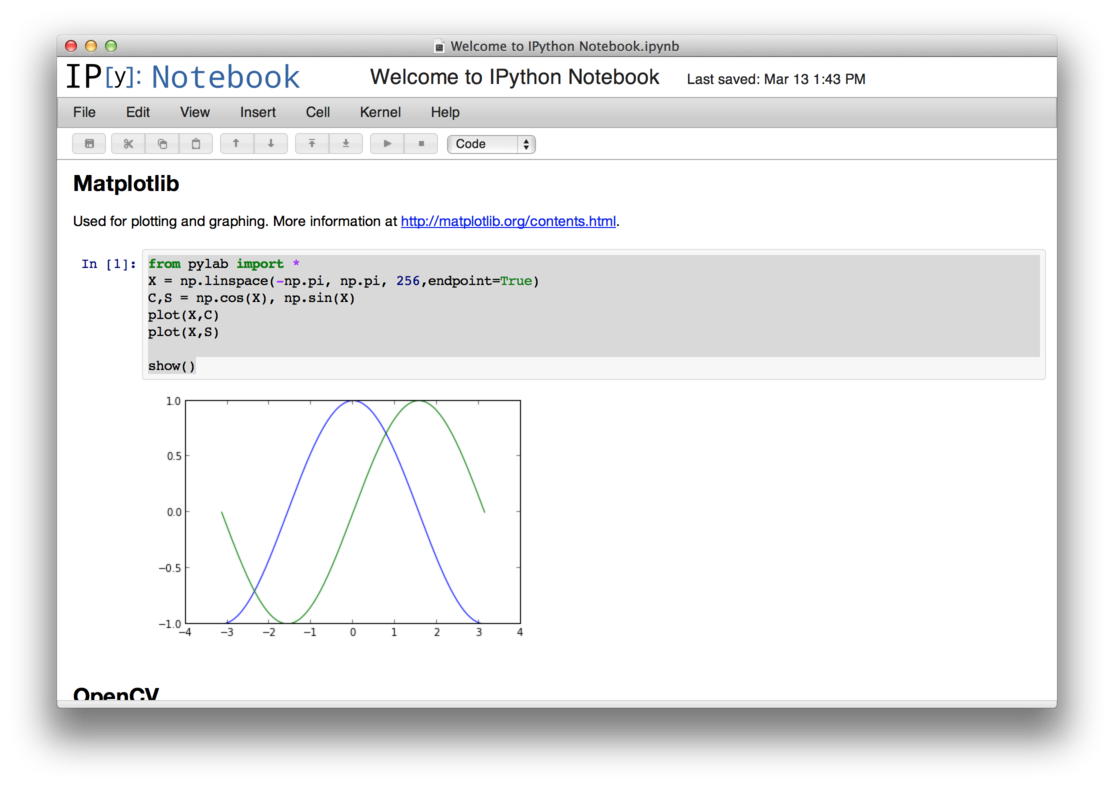 Welcome to IPython Notebook.ipynb
IP[y]: Notebook Welcome to IPython Notebook Last saved: Mar 13 1:43 PM
File Edit View Insert Cell Kernel Help
Code
Matplotlib
Used for plotting and graphing. More information at http://matplotlib.org/contents.html.
In [1]: from pylab import *
X = np.linspace(-np.pi, np.pi, 256,endpoint=True)
C,S = np.cos(X), np.sin(X)
plot(X,C)
plot(X,S)
show()
1.0
0.5
0.0
−0.5
−1.0
−4 −3 −2 −1 0 1 2 3 4
OpenCV